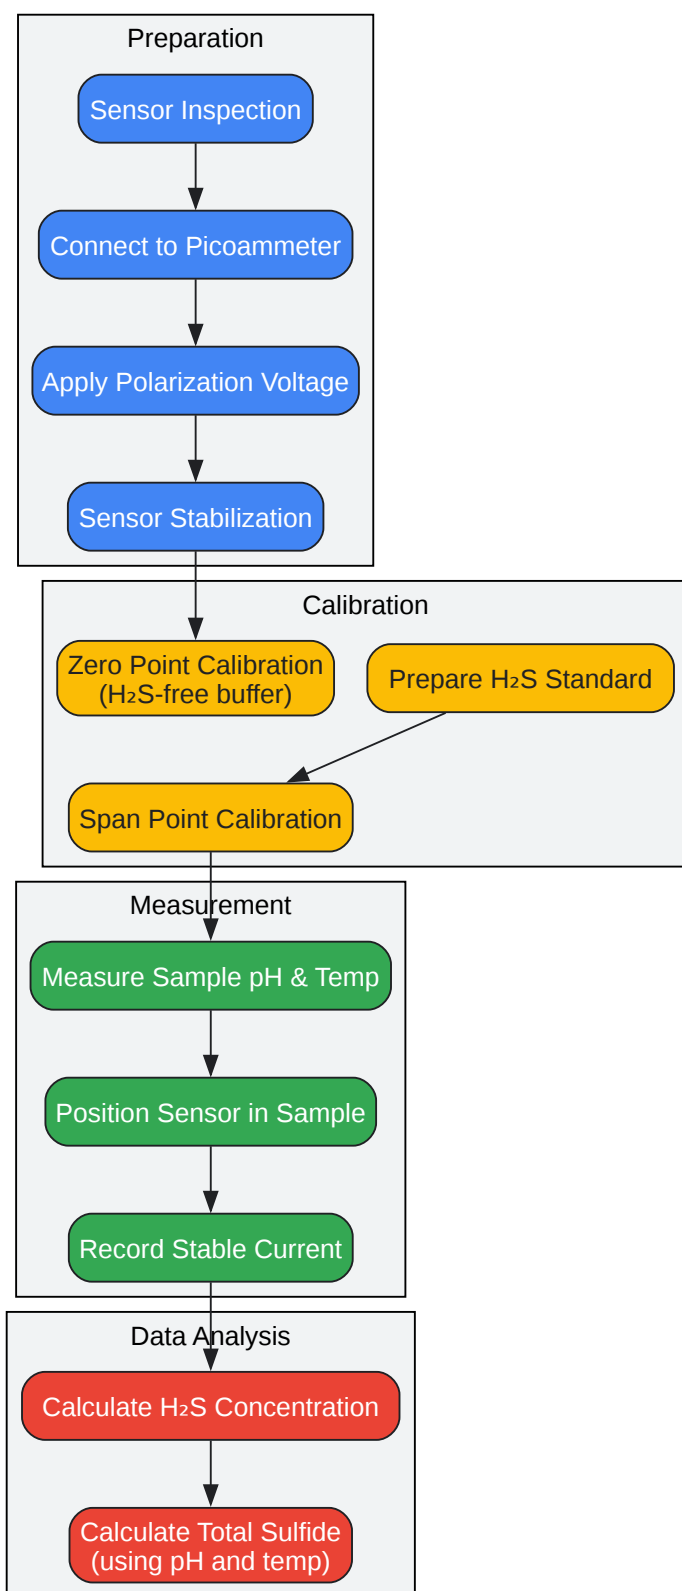 Preparation
Sensor Inspection
Connect to Picoammeter
Apply Polarization Voltage
Sensor Stabilization
Calibration
Zero Point Calibration
(H₂S-free buffer)
Prepare H₂S Standard
Span Point Calibration
Measurement
Measure Sample pH & Temp
Position Sensor in Sample
Record Stable Current
Data Analysis
Calculate H₂S Concentration
Calculate Total Sulfide
(using pH and temp)